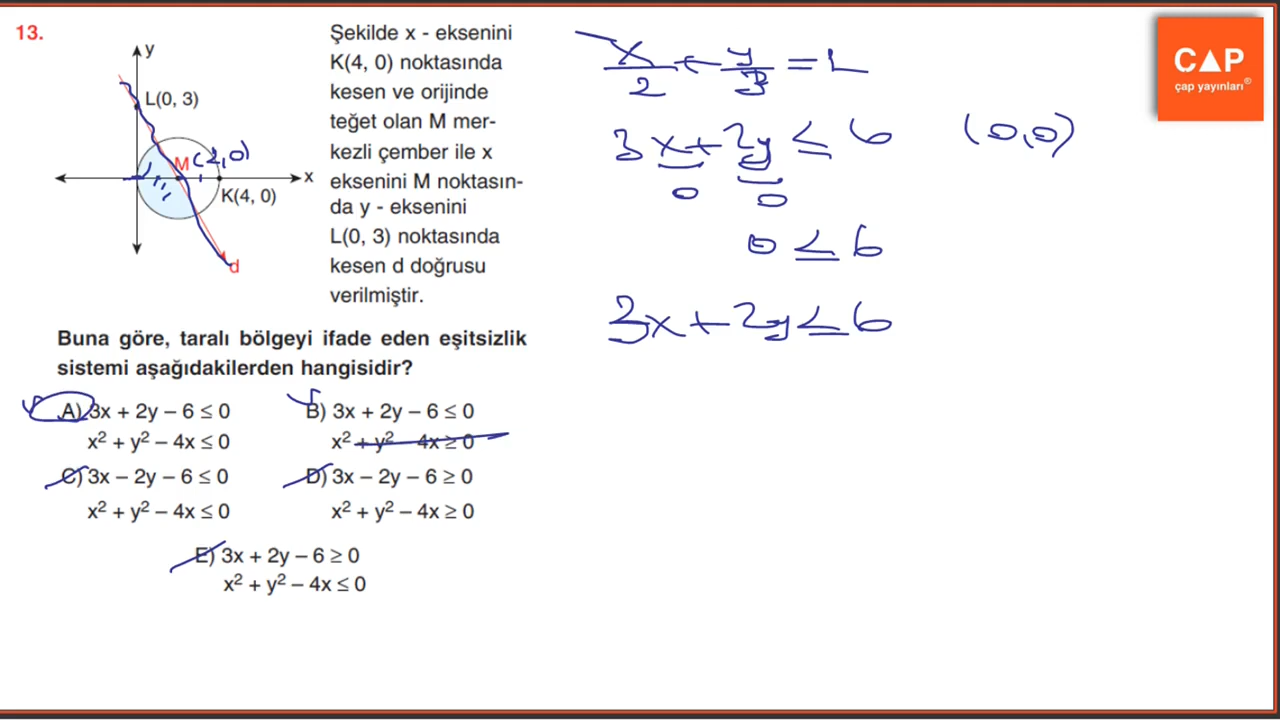 13.
y
L(0, 3)
M (2,0)
x
K(4, 0)
d
Şekilde x - eksenini
K(4, 0) noktasında
kesen ve orijinde
teğet olan M mer-
kezli çember ile x
eksenini M noktasın-
da y - eksenini
L(0, 3) noktasında
kesen d doğrusu
verilmiştir.
Buna göre, taralı bölgeyi ifade eden eşitsizlik
sistemi aşağıdakilerden hangisidir?
A) 3x + 2y – 6 ≤ 0
x² + y² – 4x ≤ 0
B) 3x + 2y – 6 ≤ 0
x² + y² – 4x ≥ 0
C) 3x – 2y – 6 ≤ 0
x² + y² – 4x ≤ 0
D) 3x – 2y – 6 ≥ 0
x² + y² – 4x ≥ 0
E) 3x + 2y – 6 ≥ 0
x² + y² – 4x ≤ 0
x/2 + y/3 = 1
3x + 2y ≤ 6 (0,0)
0 0
0 ≤ 6
3x + 2y ≤ 6
ÇAP
çap yayınları®